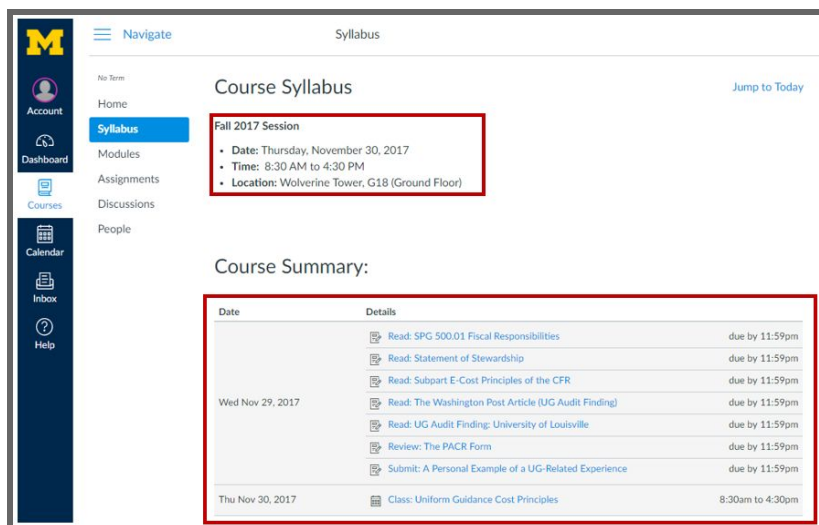 M
Navigate
Syllabus
Account
Dashboard
Courses
Calendar
Inbox
Help
No Term
Home
Syllabus
Modules
Assignments
Discussions
People
Course Syllabus
Jump to Today
Fall 2017 Session
• Date: Thursday, November 30, 2017
• Time: 8:30 AM to 4:30 PM
• Location: Wolverine Tower, G18 (Ground Floor)
Course Summary:
Date Details
Wed Nov 29, 2017
Read: SPG 500.01 Fiscal Responsibilities due by 11:59pm
Read: Statement of Stewardship due by 11:59pm
Read: Subpart E-Cost Principles of the CFR due by 11:59pm
Read: The Washington Post Article (UG Audit Finding) due by 11:59pm
Read: UG Audit Finding: University of Louisville due by 11:59pm
Review: The PACR Form due by 11:59pm
Submit: A Personal Example of a UG-Related Experience due by 11:59pm
Thu Nov 30, 2017 Class: Uniform Guidance Cost Principles 8:30am to 4:30pm